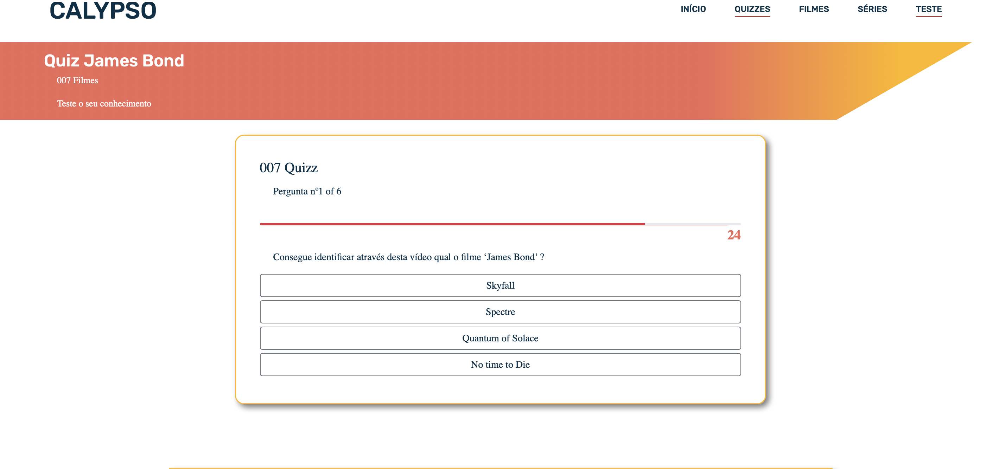 CALYPSO
INÍCIO QUIZZES FILMES SÉRIES TESTE
Quiz James Bond
007 Filmes
Teste o seu conhecimento
007 Quizz
Pergunta nº1 of 6
24
Consegue identificar através desta vídeo qual o filme ‘James Bond’ ?
Skyfall
Spectre
Quantum of Solace
No time to Die